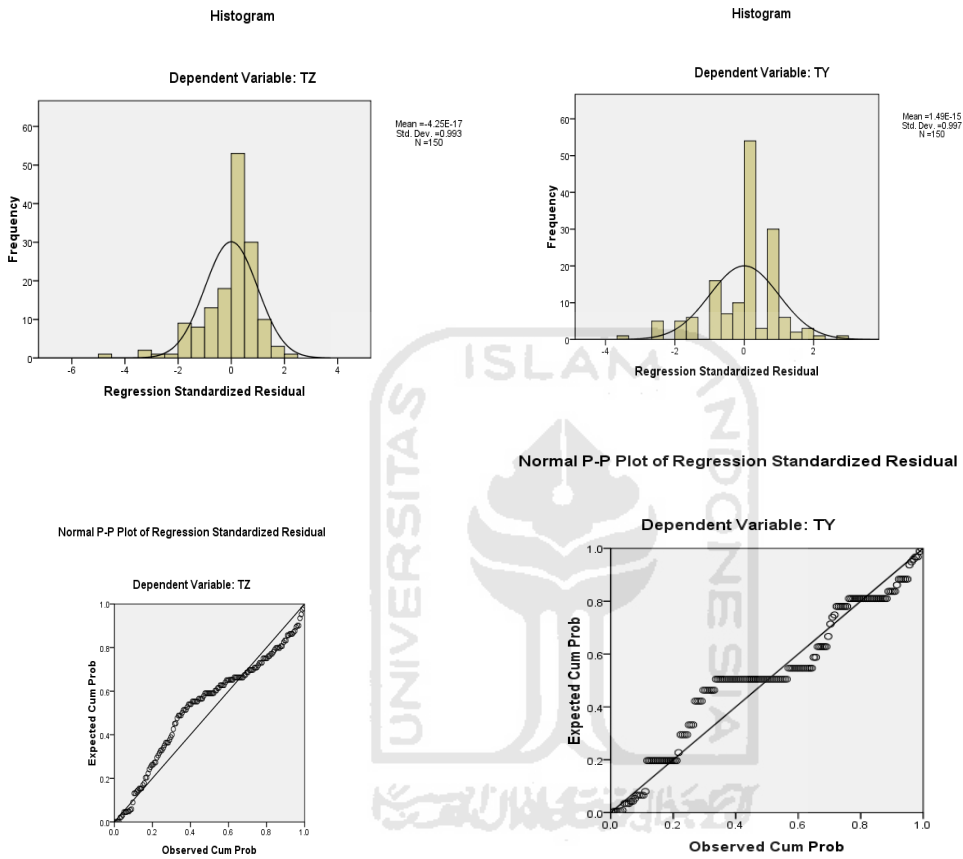 Histogram
Dependent Variable: TZ
Mean =-4.25E-17
Std. Dev. =0.993
N =150
60
50
40
30
20
10
0
Frequency
-6 -4 -2 0 2 4
Regression Standardized Residual
Histogram
Dependent Variable: TY
Mean =1.49E-15
Std. Dev. =0.997
N =150
60
50
40
30
20
10
0
Frequency
-4 -2 0 2
Regression Standardized Residual
Normal P-P Plot of Regression Standardized Residual
Dependent Variable: TZ
1.0
0.8
0.6
0.4
0.2
0.0
Expected Cum Prob
0.0 0.2 0.4 0.6 0.8 1.0
Observed Cum Prob
Normal P-P Plot of Regression Standardized Residual
Dependent Variable: TY
1.0
0.8
0.6
0.4
0.2
0.0
Expected Cum Prob
0.0 0.2 0.4 0.6 0.8 1.0
Observed Cum Prob
UNIVERSITAS
ISLAM
INDONESIA